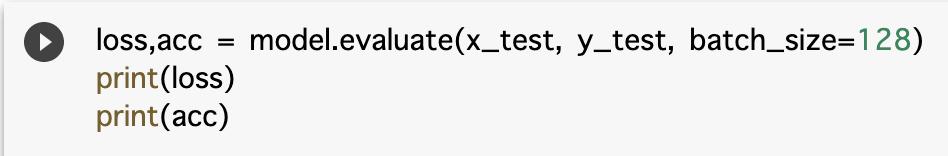 loss,acc = model.evaluate(x_test, y_test, batch_size=128)
print(loss)
print(acc)